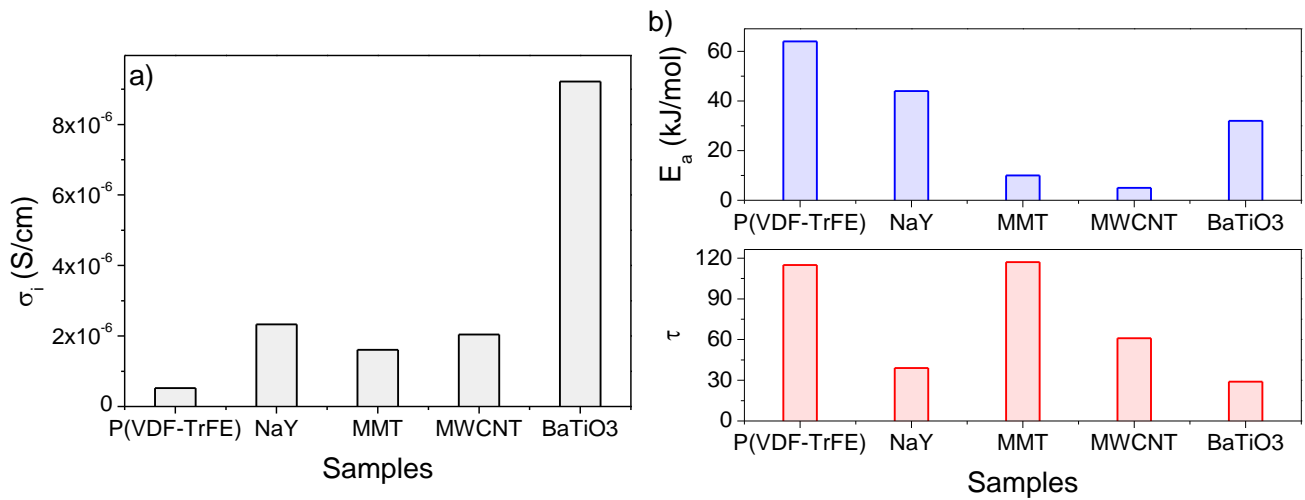 a)
8x10⁻⁶
6x10⁻⁶
4x10⁻⁶
2x10⁻⁶
0
σᵢ (S/cm)
P(VDF-TrFE) NaY MMT MWCNT BaTiO3
Samples
b)
60
40
20
0
Eₐ (kJ/mol)
P(VDF-TrFE) NaY MMT MWCNT BaTiO3
120
90
60
30
0
τ
P(VDF-TrFE) NaY MMT MWCNT BaTiO3
Samples